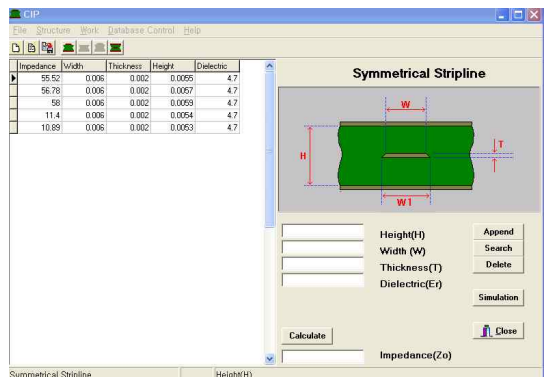 CIP
File Structure Work Database Control Help
Impedance Width Thickness Height Dielectric
55.52 0.006 0.002 0.0055 4.7
56.78 0.006 0.002 0.0057 4.7
58 0.006 0.002 0.0059 4.7
11.4 0.006 0.002 0.0054 4.7
10.89 0.006 0.002 0.0053 4.7
Symmetrical Stripline
W
H
T
W1
Height(H)
Append
Width (W)
Search
Thickness(T)
Delete
Dielectric(Er)
Simulation
Calculate
Close
Impedance(Zo)
Symmetrical Stripline Height(H)